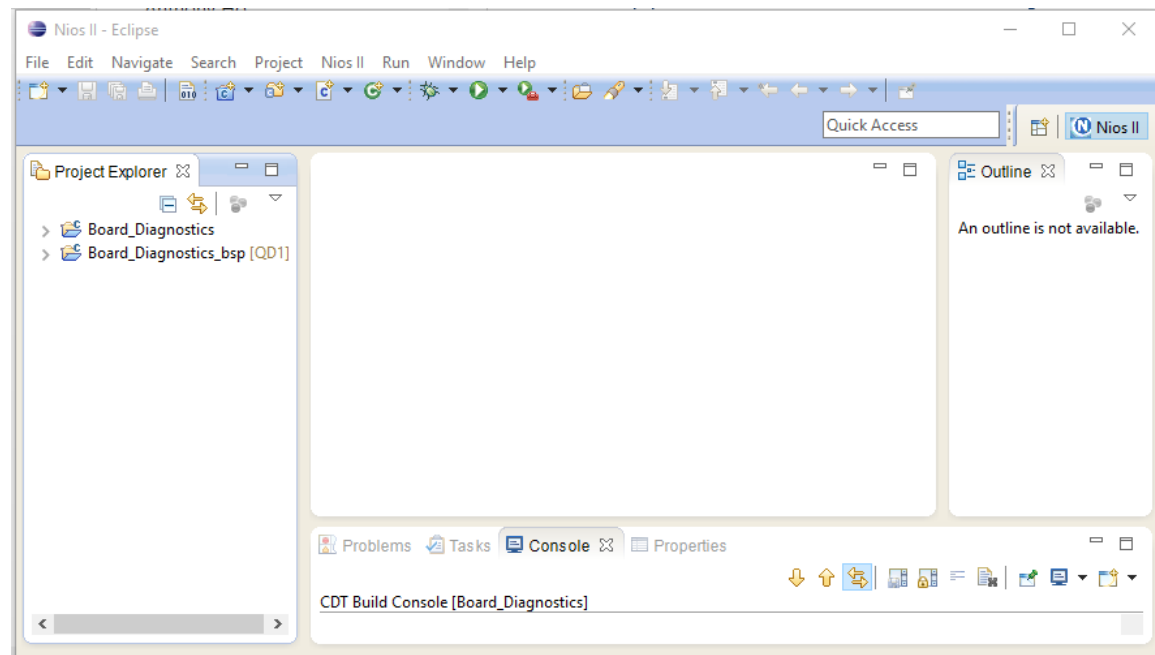 Nios II - Eclipse
File Edit Navigate Search Project Nios II Run Window Help
Quick Access
Nios II
Project Explorer
Board_Diagnostics
Board_Diagnostics_bsp [QD1]
Outline
An outline is not available.
Problems Tasks Console Properties
CDT Build Console [Board_Diagnostics]